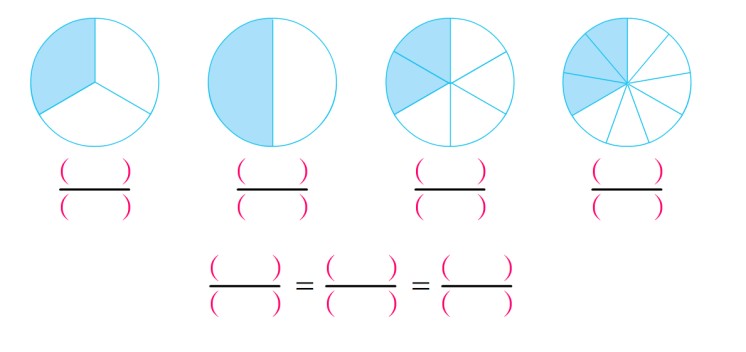 ( ) ( ) ( ) ( )
( ) ( ) ( ) ( )
( ) = ( ) = ( )
( ) ( ) ( )